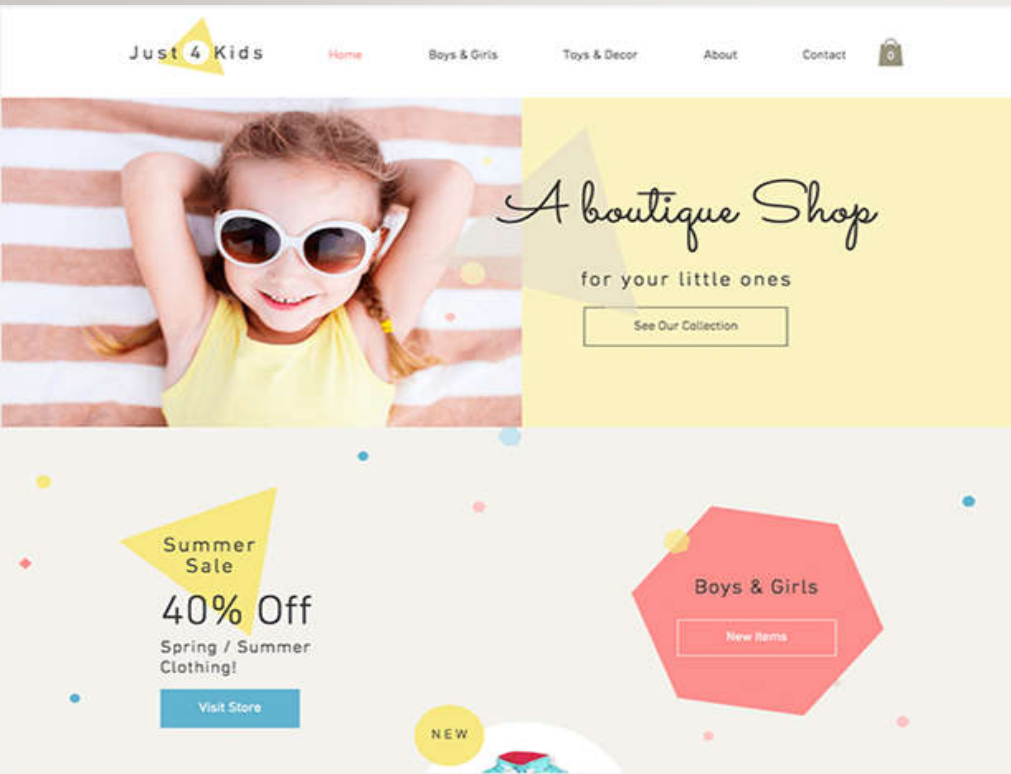 Just 4 Kids
Home
Boys & Girls
Toys & Decor
About
Contact
0
A boutique Shop
for your little ones
See Our Collection
Summer
Sale
40% Off
Spring / Summer
Clothing!
Visit Store
Boys & Girls
New Items
NEW